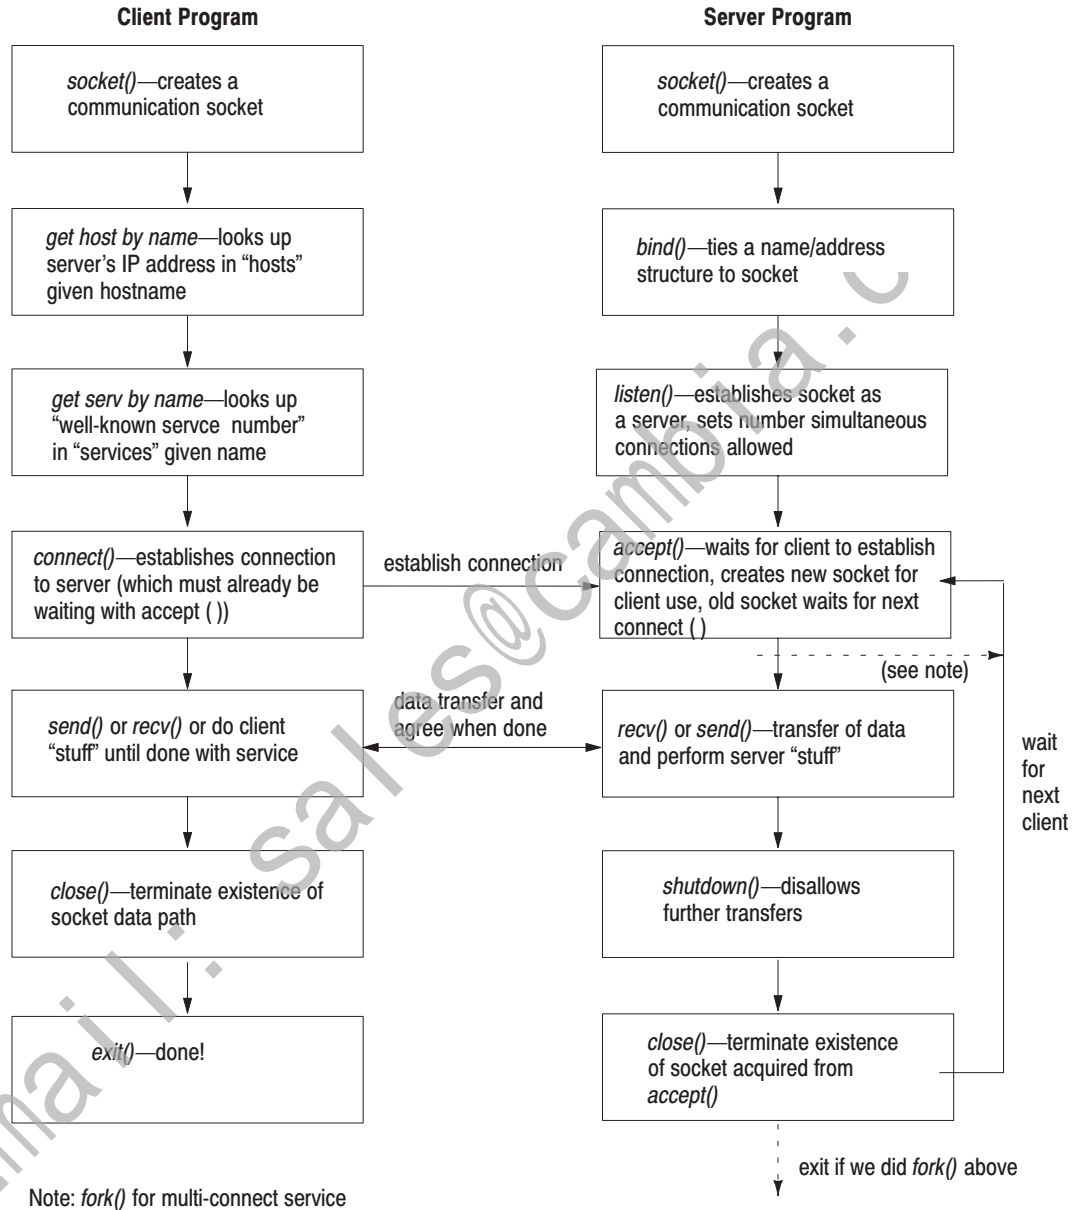 Client Program
socket()—creates a
communication socket
get host by name—looks up
server's IP address in “hosts”
given hostname
get serv by name—looks up
“well-known servce number”
in “services” given name
connect()—establishes connection
to server (which must already be
waiting with accept ( ))
send() or recv() or do client
“stuff” until done with service
close()—terminate existence of
socket data path
exit()—done!
Note: fork() for multi-connect service
establish connection
data transfer and
agree when done
Server Program
socket()—creates a
communication socket
bind()—ties a name/address
structure to socket
listen()—establishes socket as
a server, sets number simultaneous
connections allowed
accept()—waits for client to establish
connection, creates new socket for
client use, old socket waits for next
connect ( )
(see note)
recv() or send()—transfer of data
and perform server “stuff”
shutdown()—disallows
further transfers
close()—terminate existence
of socket acquired from
accept()
exit if we did fork() above
wait
for
next
client
mail: sales@cambia.c